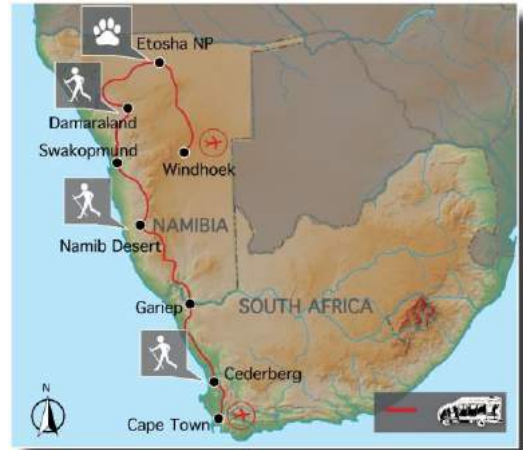 Etosha NP
Damaraland
Swakopmund
Windhoek
NAMIBIA
Namib Desert
Gariep
SOUTH AFRICA
Cederberg
N
Cape Town